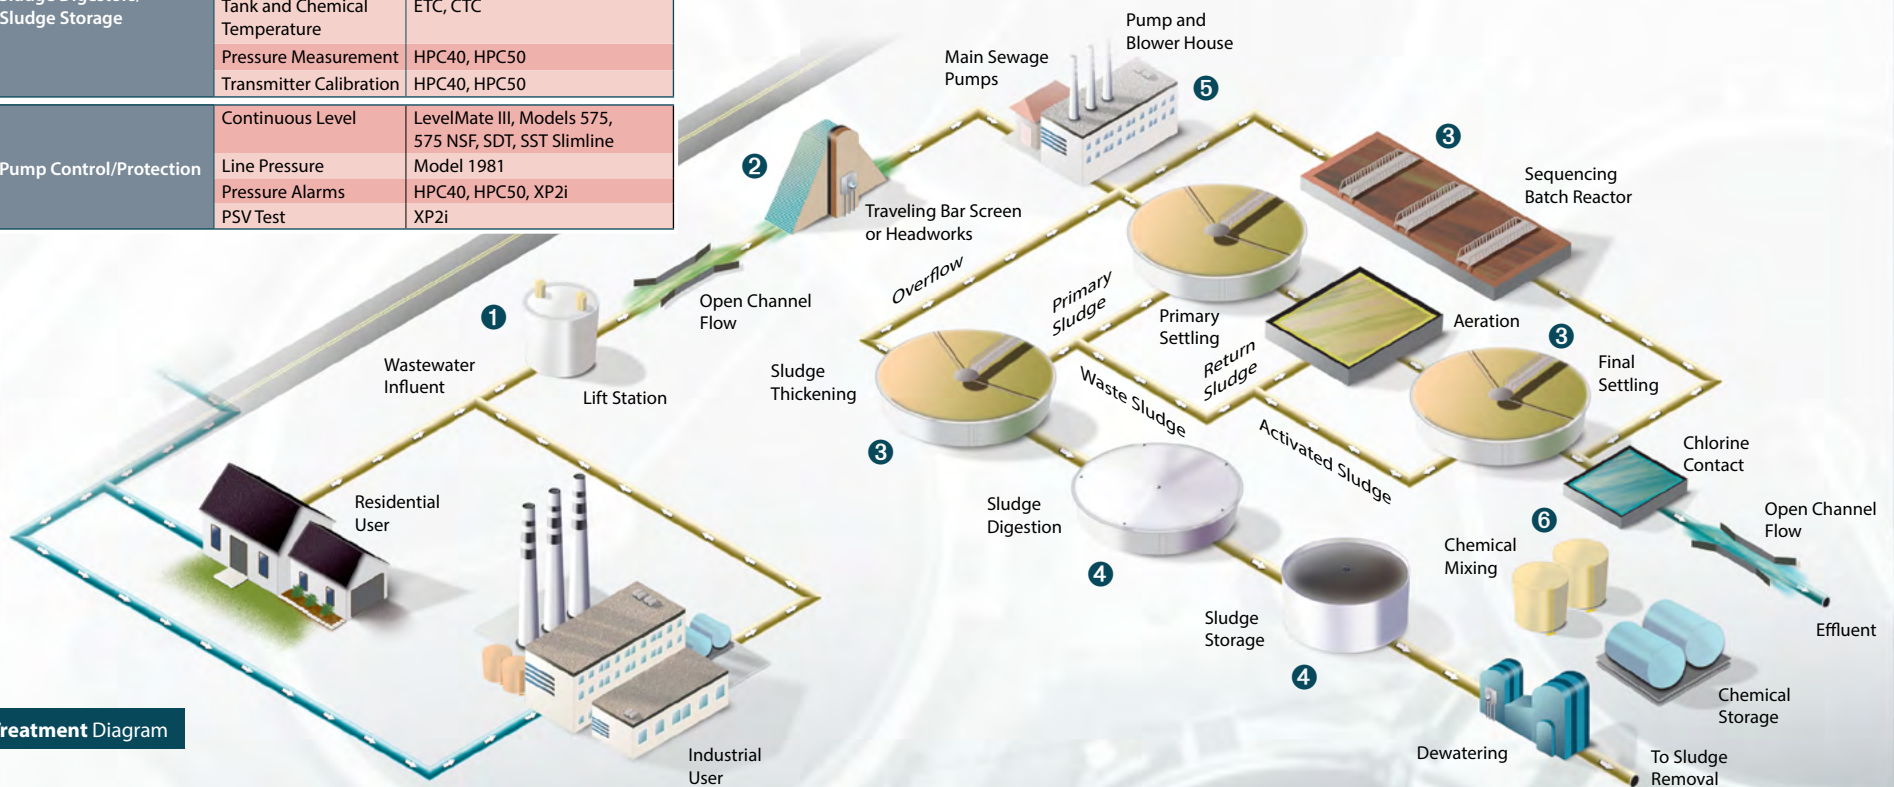 Sludge Storage
Tank and Chemical
Temperature
ETC, CTC
Pressure Measurement
HPC40, HPC50
Transmitter Calibration
HPC40, HPC50
Pump Control/Protection
Continuous Level
LevelMate III, Models 575,
575 NSF, SDT, SST Slimline
Line Pressure
Model 1981
Pressure Alarms
HPC40, HPC50, XP2i
PSV Test
XP2i
Main Sewage
Pumps
Pump and
Blower House
5
2
Traveling Bar Screen
or Headworks
3
Sequencing
Batch Reactor
Overflow
Open Channel
Flow
1
Wastewater
Influent
Lift Station
Primary
Sludge
Primary
Settling
Aeration
3
Final
Settling
Return
Sludge
Sludge
Thickening
3
Waste Sludge
Activated Sludge
Chlorine
Contact
Residential
User
Sludge
Digestion
4
6
Chemical
Mixing
Open Channel
Flow
Effluent
Sludge
Storage
4
Chemical
Storage
Dewatering
To Sludge
Removal
Industrial
User
Treatment Diagram